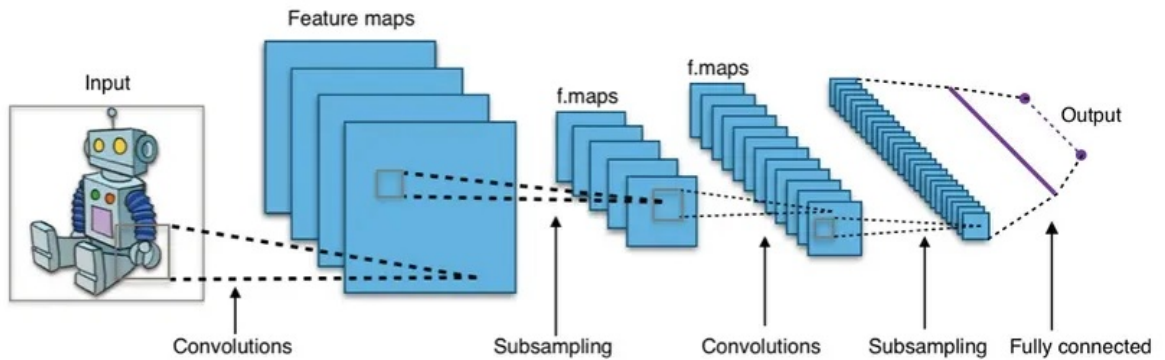 Feature maps
f.maps
Input
f.maps
Output
Convolutions
Subsampling
Convolutions
Subsampling
Fully connected